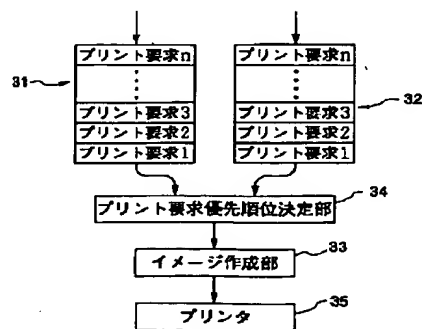 プリント要求n
プリント要求n
31
プリント要求3
プリント要求3
32
プリント要求2
プリント要求2
プリント要求1
プリント要求1
34
プリント要求優先順位決定部
33
イメージ作成部
35
プリンタ